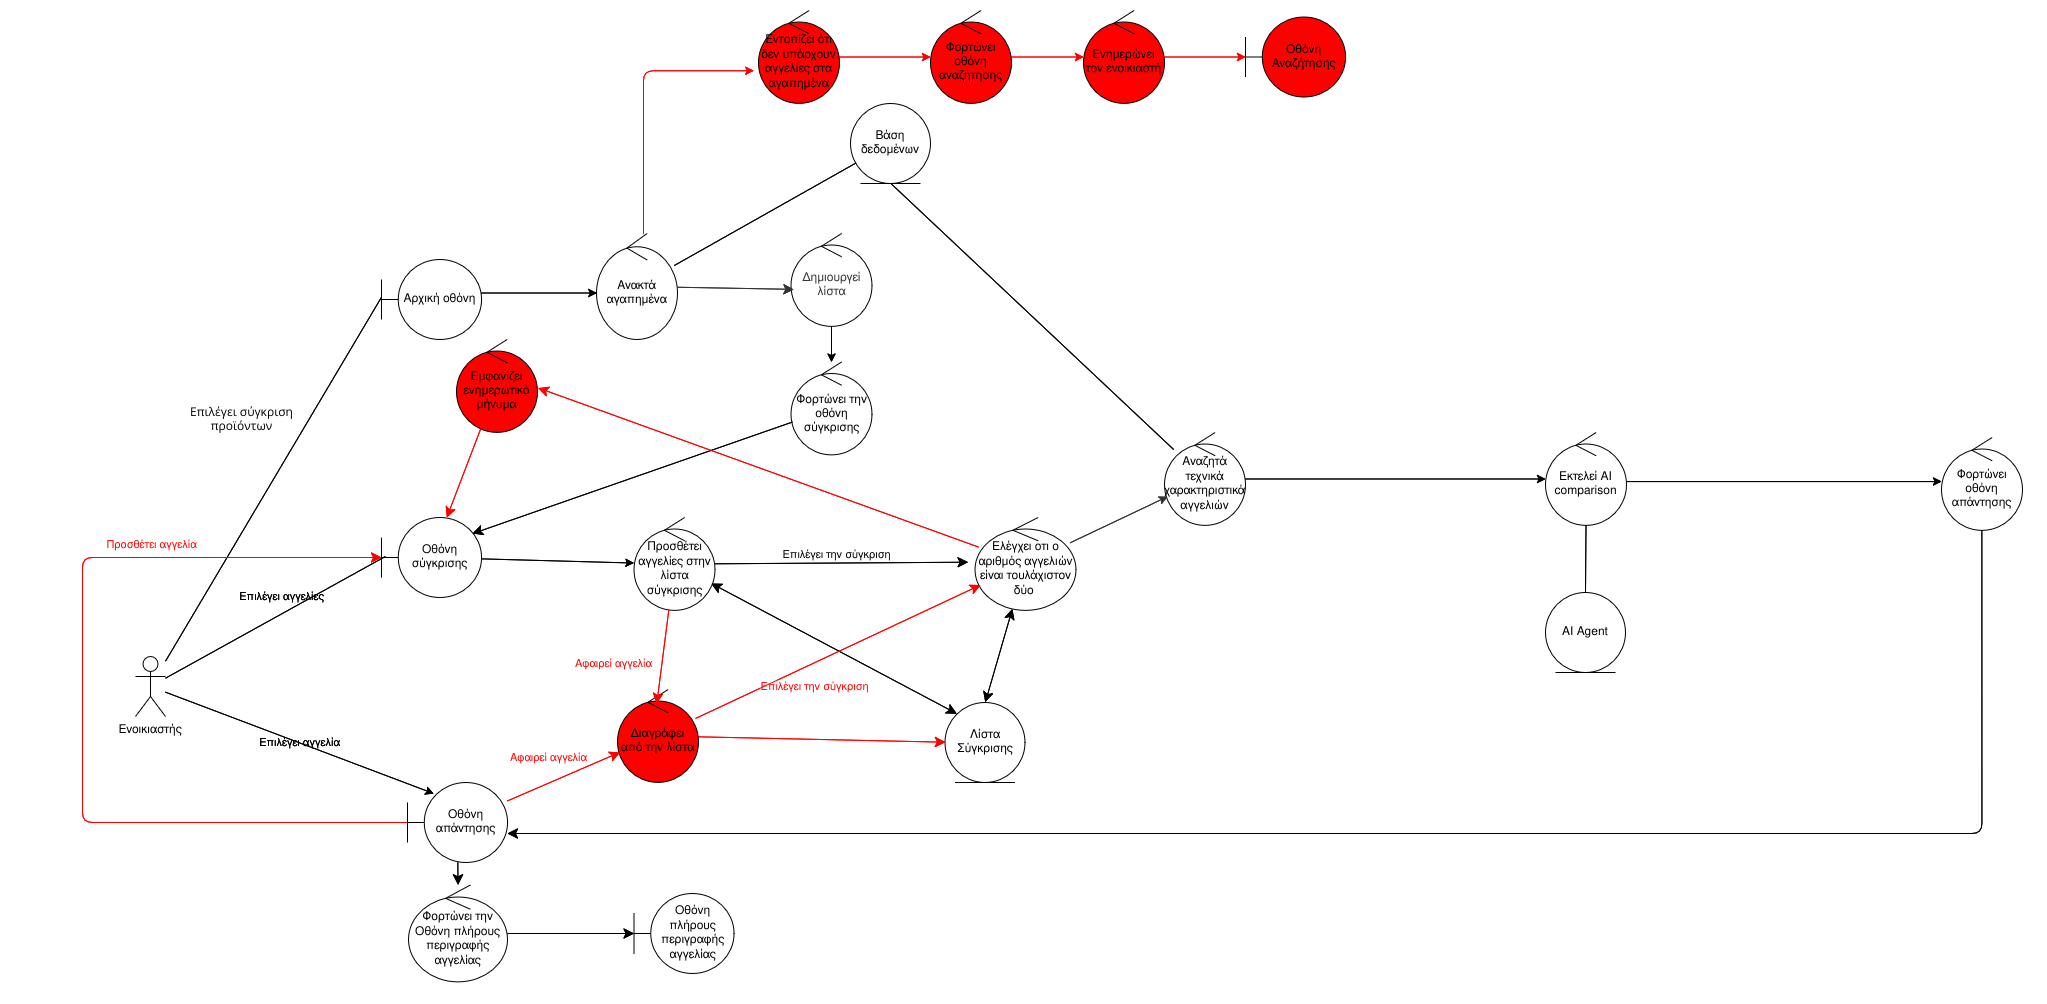 Εντοπίζει ότι
δεν υπάρχουν
αγγελίες στα
αγαπημένα
Φορτώνει
οθόνη
αναζήτησης
Ενημερώνει
τον ενοικιαστή
Οθόνη
Αναζήτησης
Βάση
δεδομένων
Αρχική οθόνη
Ανακτά
αγαπημένα
Δημιουργεί
λίστα
Εμφανίζει
ενημερωτικό
μήνυμα
Φορτώνει την
οθόνη
σύγκρισης
Επιλέγει σύγκριση
προϊόντων
Αναζητά
τεχνικά
χαρακτηριστικά
αγγελιών
Εκτελεί AI
comparison
Φορτώνει
οθόνη
απάντησης
Προσθέτει αγγελία
Οθόνη
σύγκρισης
Προσθέτει
αγγελίες στην
λίστα
σύγκρισης
Επιλέγει την σύγκριση
Ελέγχει ότι ο
αριθμός αγγελιών
είναι τουλάχιστον
δύο
Επιλέγει αγγελίες
AI Agent
Αφαιρεί αγγελία
Επιλέγει την σύγκριση
Ενοικιαστής
Επιλέγει αγγελία
Διαγράφει
από την λίστα
Λίστα
Σύγκρισης
Αφαιρεί αγγελία
Οθόνη
απάντησης
Φορτώνει την
Οθόνη πλήρους
περιγραφής
αγγελίας
Οθόνη
πλήρους
περιγραφής
αγγελίας